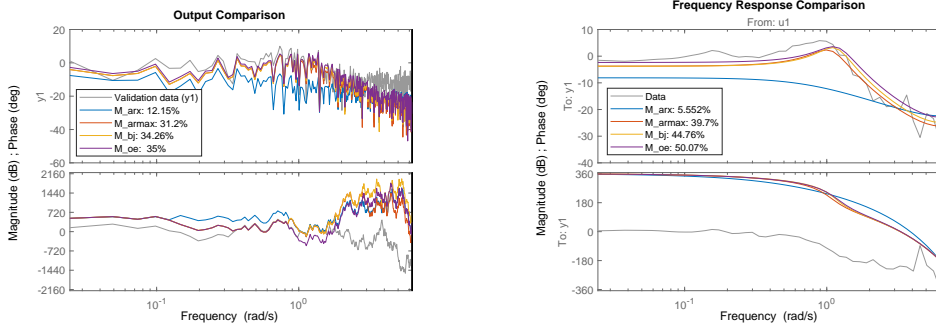 Output Comparison
20
0
-20
-40
-60
y1
Validation data (y1)
M_arx: 12.15%
M_armax: 31.2%
M_bj: 34.26%
M_oe: 35%
Magnitude (dB) ; Phase (deg)
2160
1440
720
0
-720
-1440
-2160
10-1
100
Frequency (rad/s)
Frequency Response Comparison
From: u1
10
0
-10
-20
-30
-40
To: y1
Data
M_arx: 5.552%
M_armax: 39.7%
M_bj: 44.76%
M_oe: 50.07%
Magnitude (dB) ; Phase (deg)
360
180
0
-180
-360
To: y1
10-1
100
Frequency (rad/s)